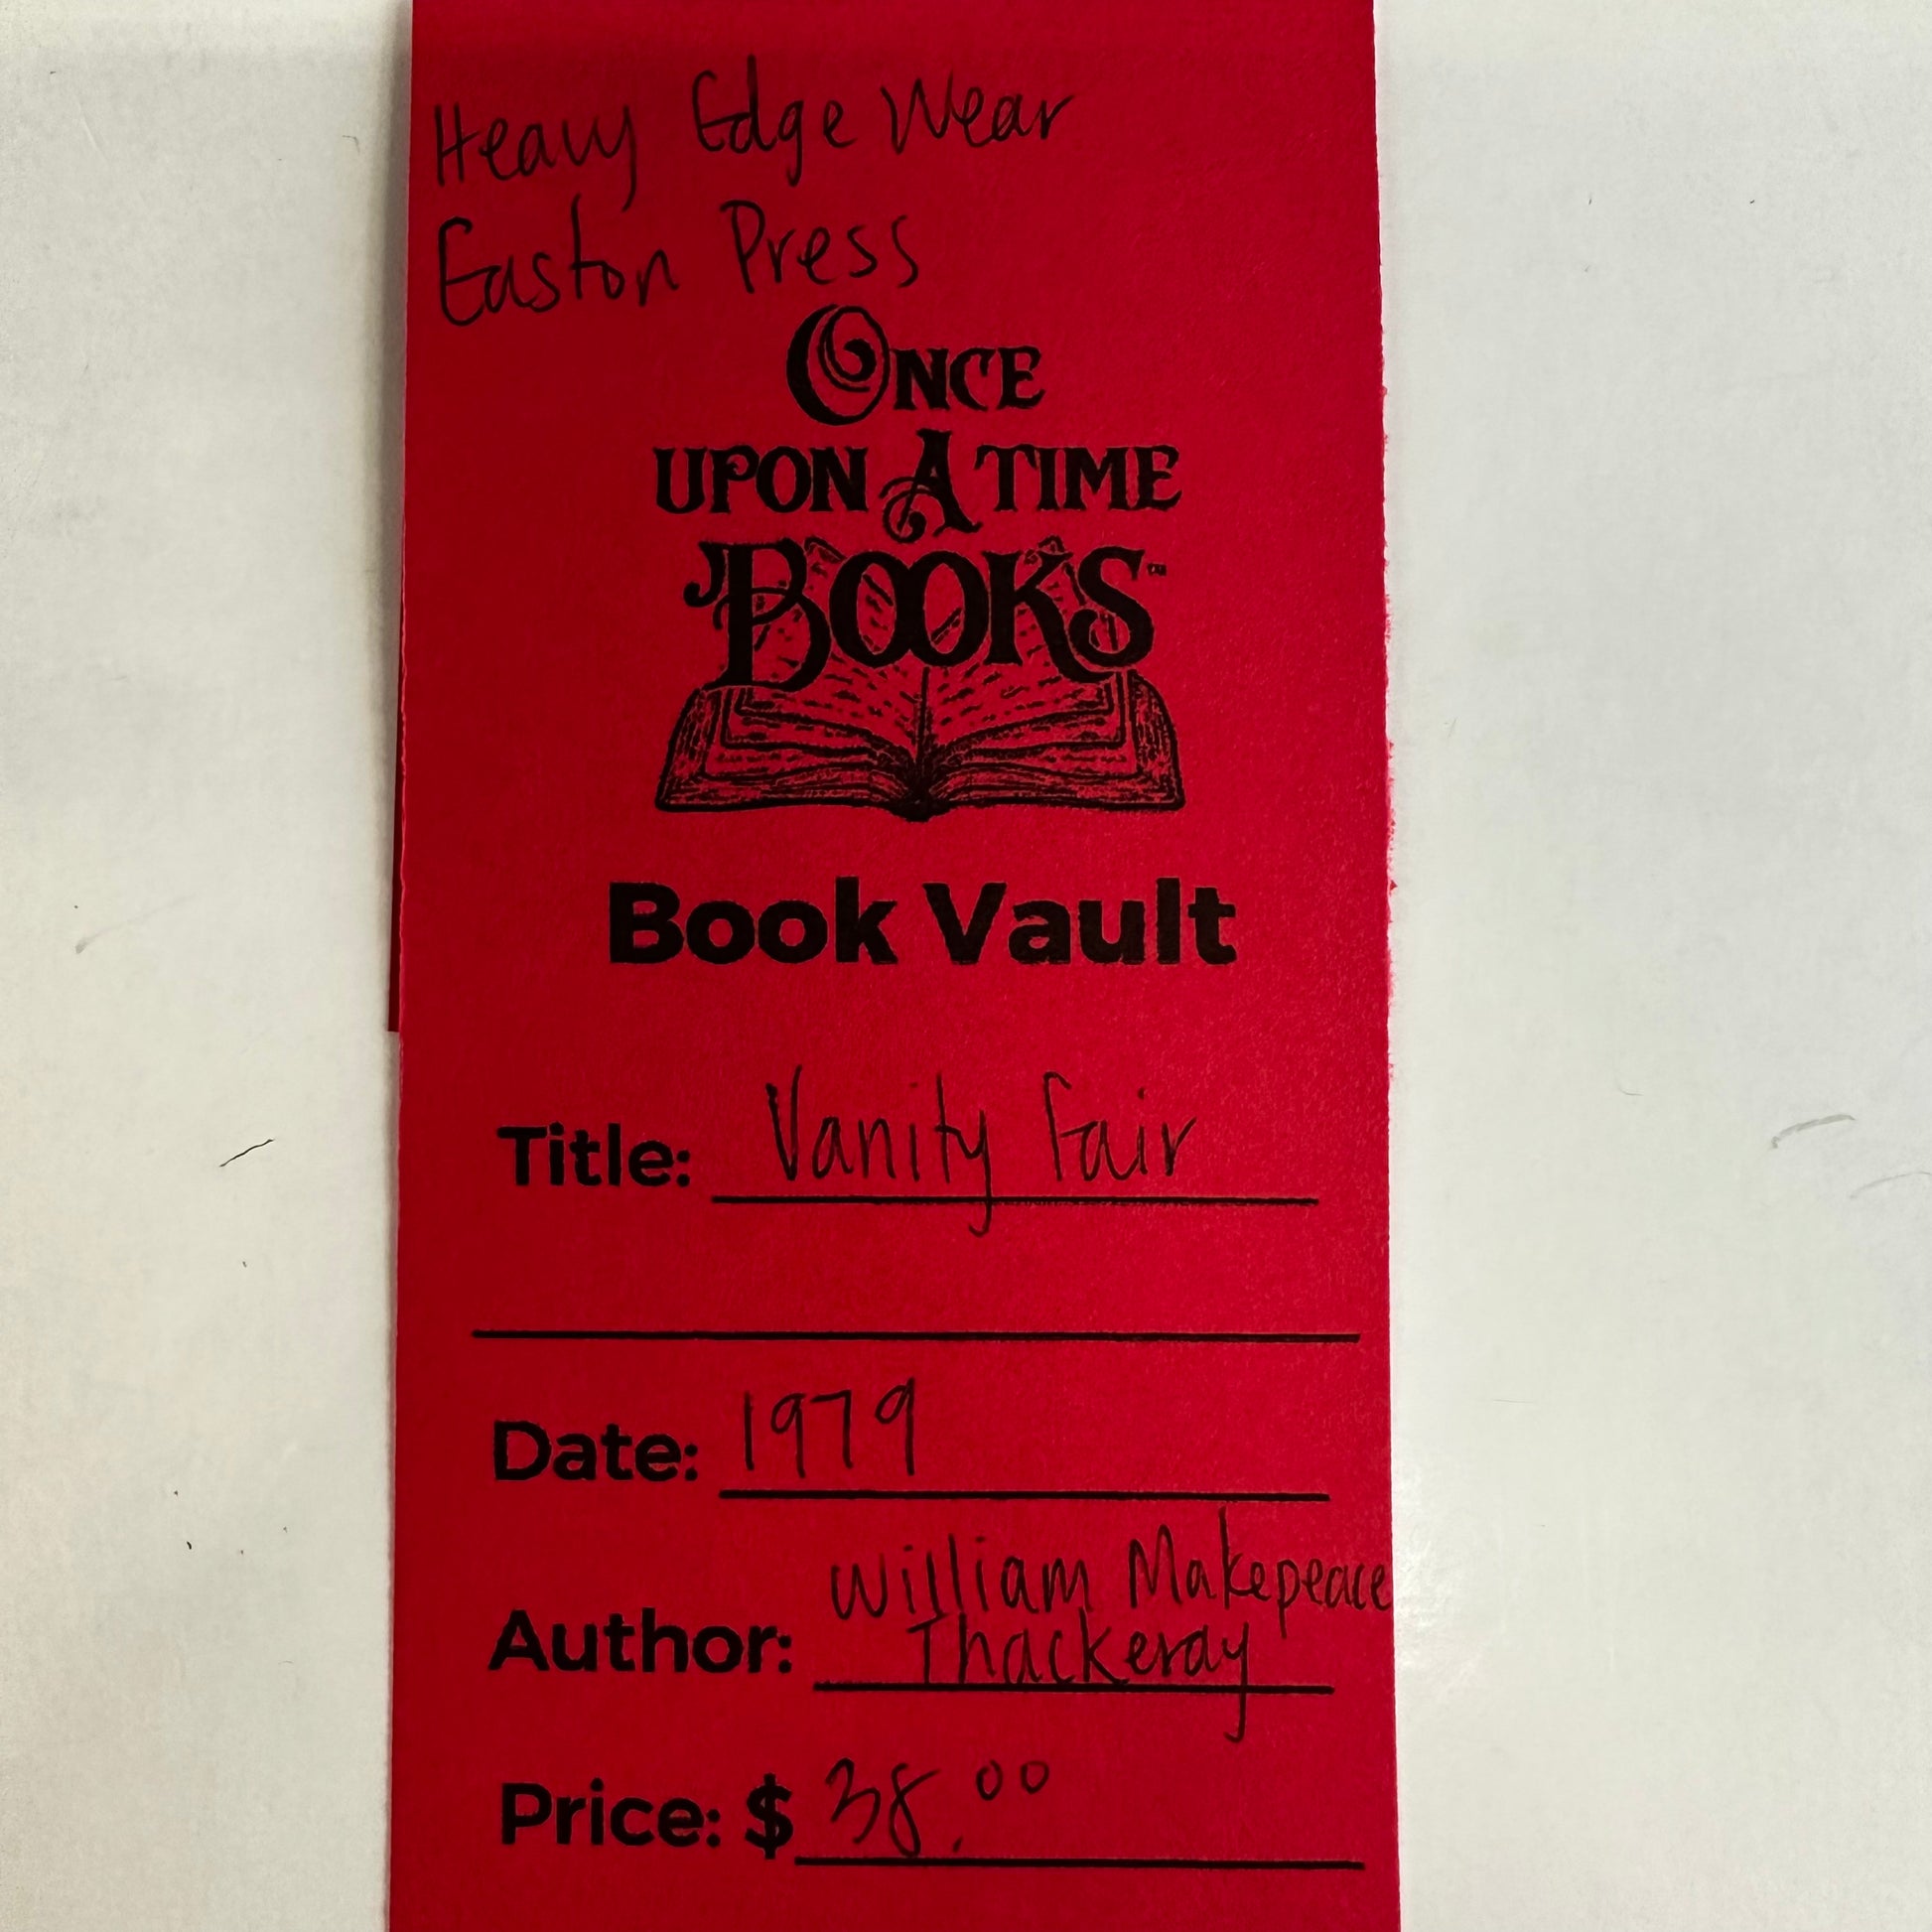 Heavy Edge Wear
Easton Press
ONCE
UPON A TIME
BOOKS™
Book Vault
Title: Vanity Fair
Date: 1979
William Makepeace
Author: Thackeray
Price: $38.00